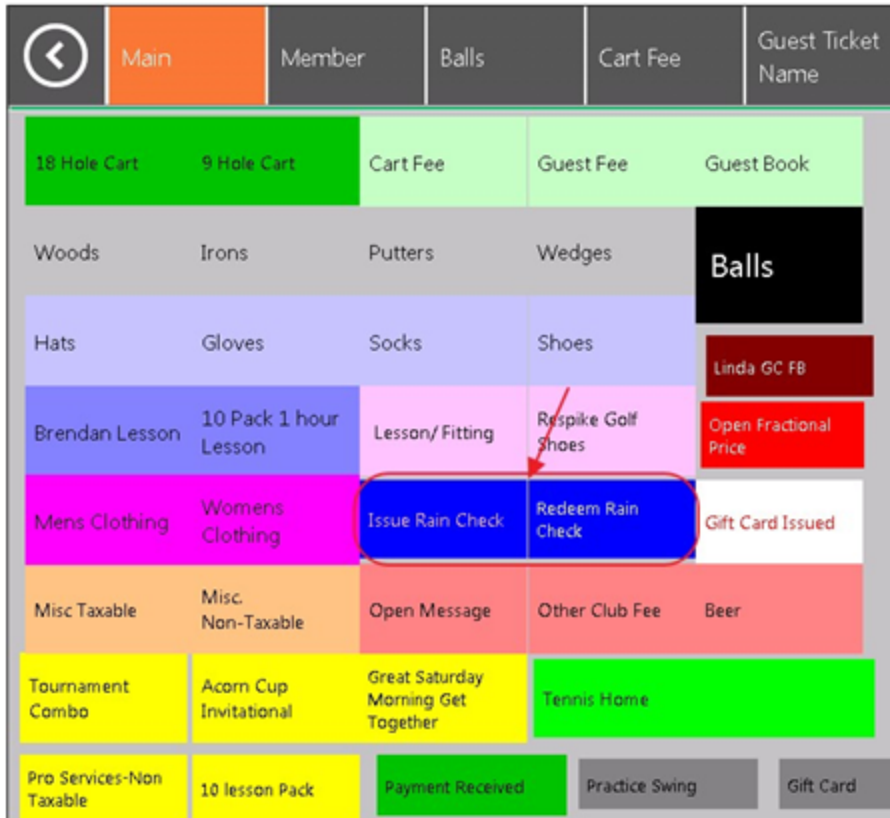 Main
Member
Balls
Cart Fee
Guest Ticket
Name
18 Hole Cart
9 Hole Cart
Cart Fee
Guest Fee
Guest Book
Woods
Irons
Putters
Wedges
Balls
Hats
Gloves
Socks
Shoes
Linda GC FB
Brendan Lesson
10 Pack 1 hour
Lesson
Lesson/ Fitting
Respike Golf
Shoes
Open Fractional
Price
Mens Clothing
Womens
Clothing
Issue Rain Check
Redeem Rain
Check
Gift Card Issued
Misc Taxable
Misc.
Non-Taxable
Open Message
Other Club Fee
Beer
Tournament
Combo
Acorn Cup
Invitational
Great Saturday
Morning Get
Together
Tennis Home
Pro Services-Non
Taxable
10 lesson Pack
Payment Received
Practice Swing
Gift Card